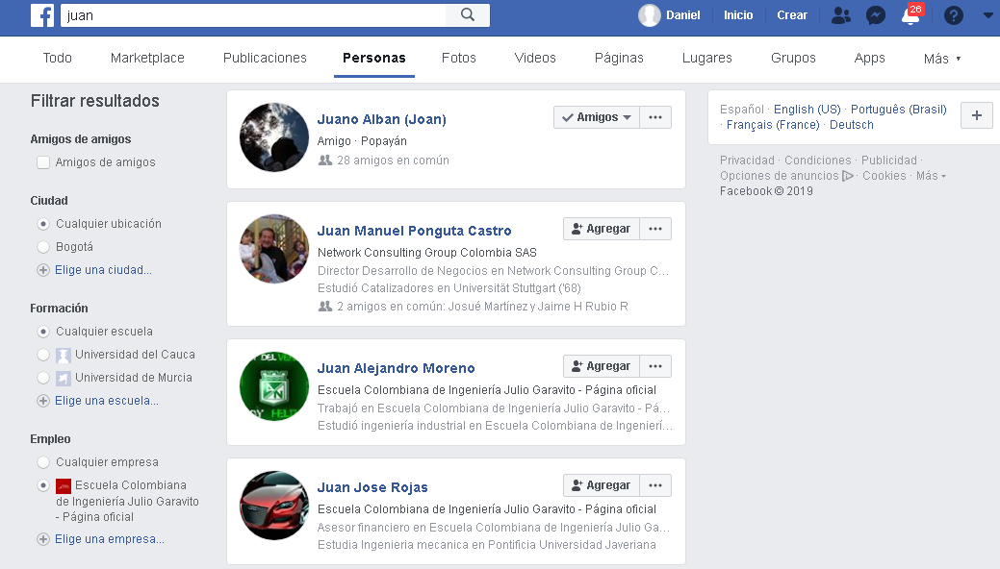 juan
Daniel Inicio Crear 26
Todo Marketplace Publicaciones Personas Fotos Videos Páginas Lugares Grupos Apps Más
Filtrar resultados
Amigos de amigos
Amigos de amigos
Ciudad
Cualquier ubicación
Bogotá
Elige una ciudad...
Formación
Cualquier escuela
Universidad del Cauca
Universidad de Murcia
Elige una escuela...
Empleo
Cualquier empresa
Escuela Colombiana
de Ingeniería Julio Garavito
- Página oficial
Elige una empresa...
Juano Alban (Joan)
Amigos
Amigo · Popayán
28 amigos en común
Juan Manuel Ponguta Castro
Agregar
Network Consulting Group Colombia SAS
Director Desarrollo de Negocios en Network Consulting Group C...
Estudió Catalizadores en Universität Stuttgart ('68)
2 amigos en común: Josué Martínez y Jaime H Rubio R
Juan Alejandro Moreno
Agregar
Escuela Colombiana de Ingeniería Julio Garavito - Página oficial
Trabajó en Escuela Colombiana de Ingeniería Julio Garavito - Pá...
Estudió ingeniería industrial en Escuela Colombiana de Ingenierí...
Juan Jose Rojas
Agregar
Escuela Colombiana de Ingeniería Julio Garavito - Página oficial
Asesor financiero en Escuela Colombiana de Ingeniería Julio Ga...
Estudia Ingenieria mecanica en Pontificia Universidad Javeriana
Español · English (US) · Português (Brasil)
· Français (France) · Deutsch
Privacidad · Condiciones · Publicidad ·
Opciones de anuncios · Cookies · Más
Facebook © 2019